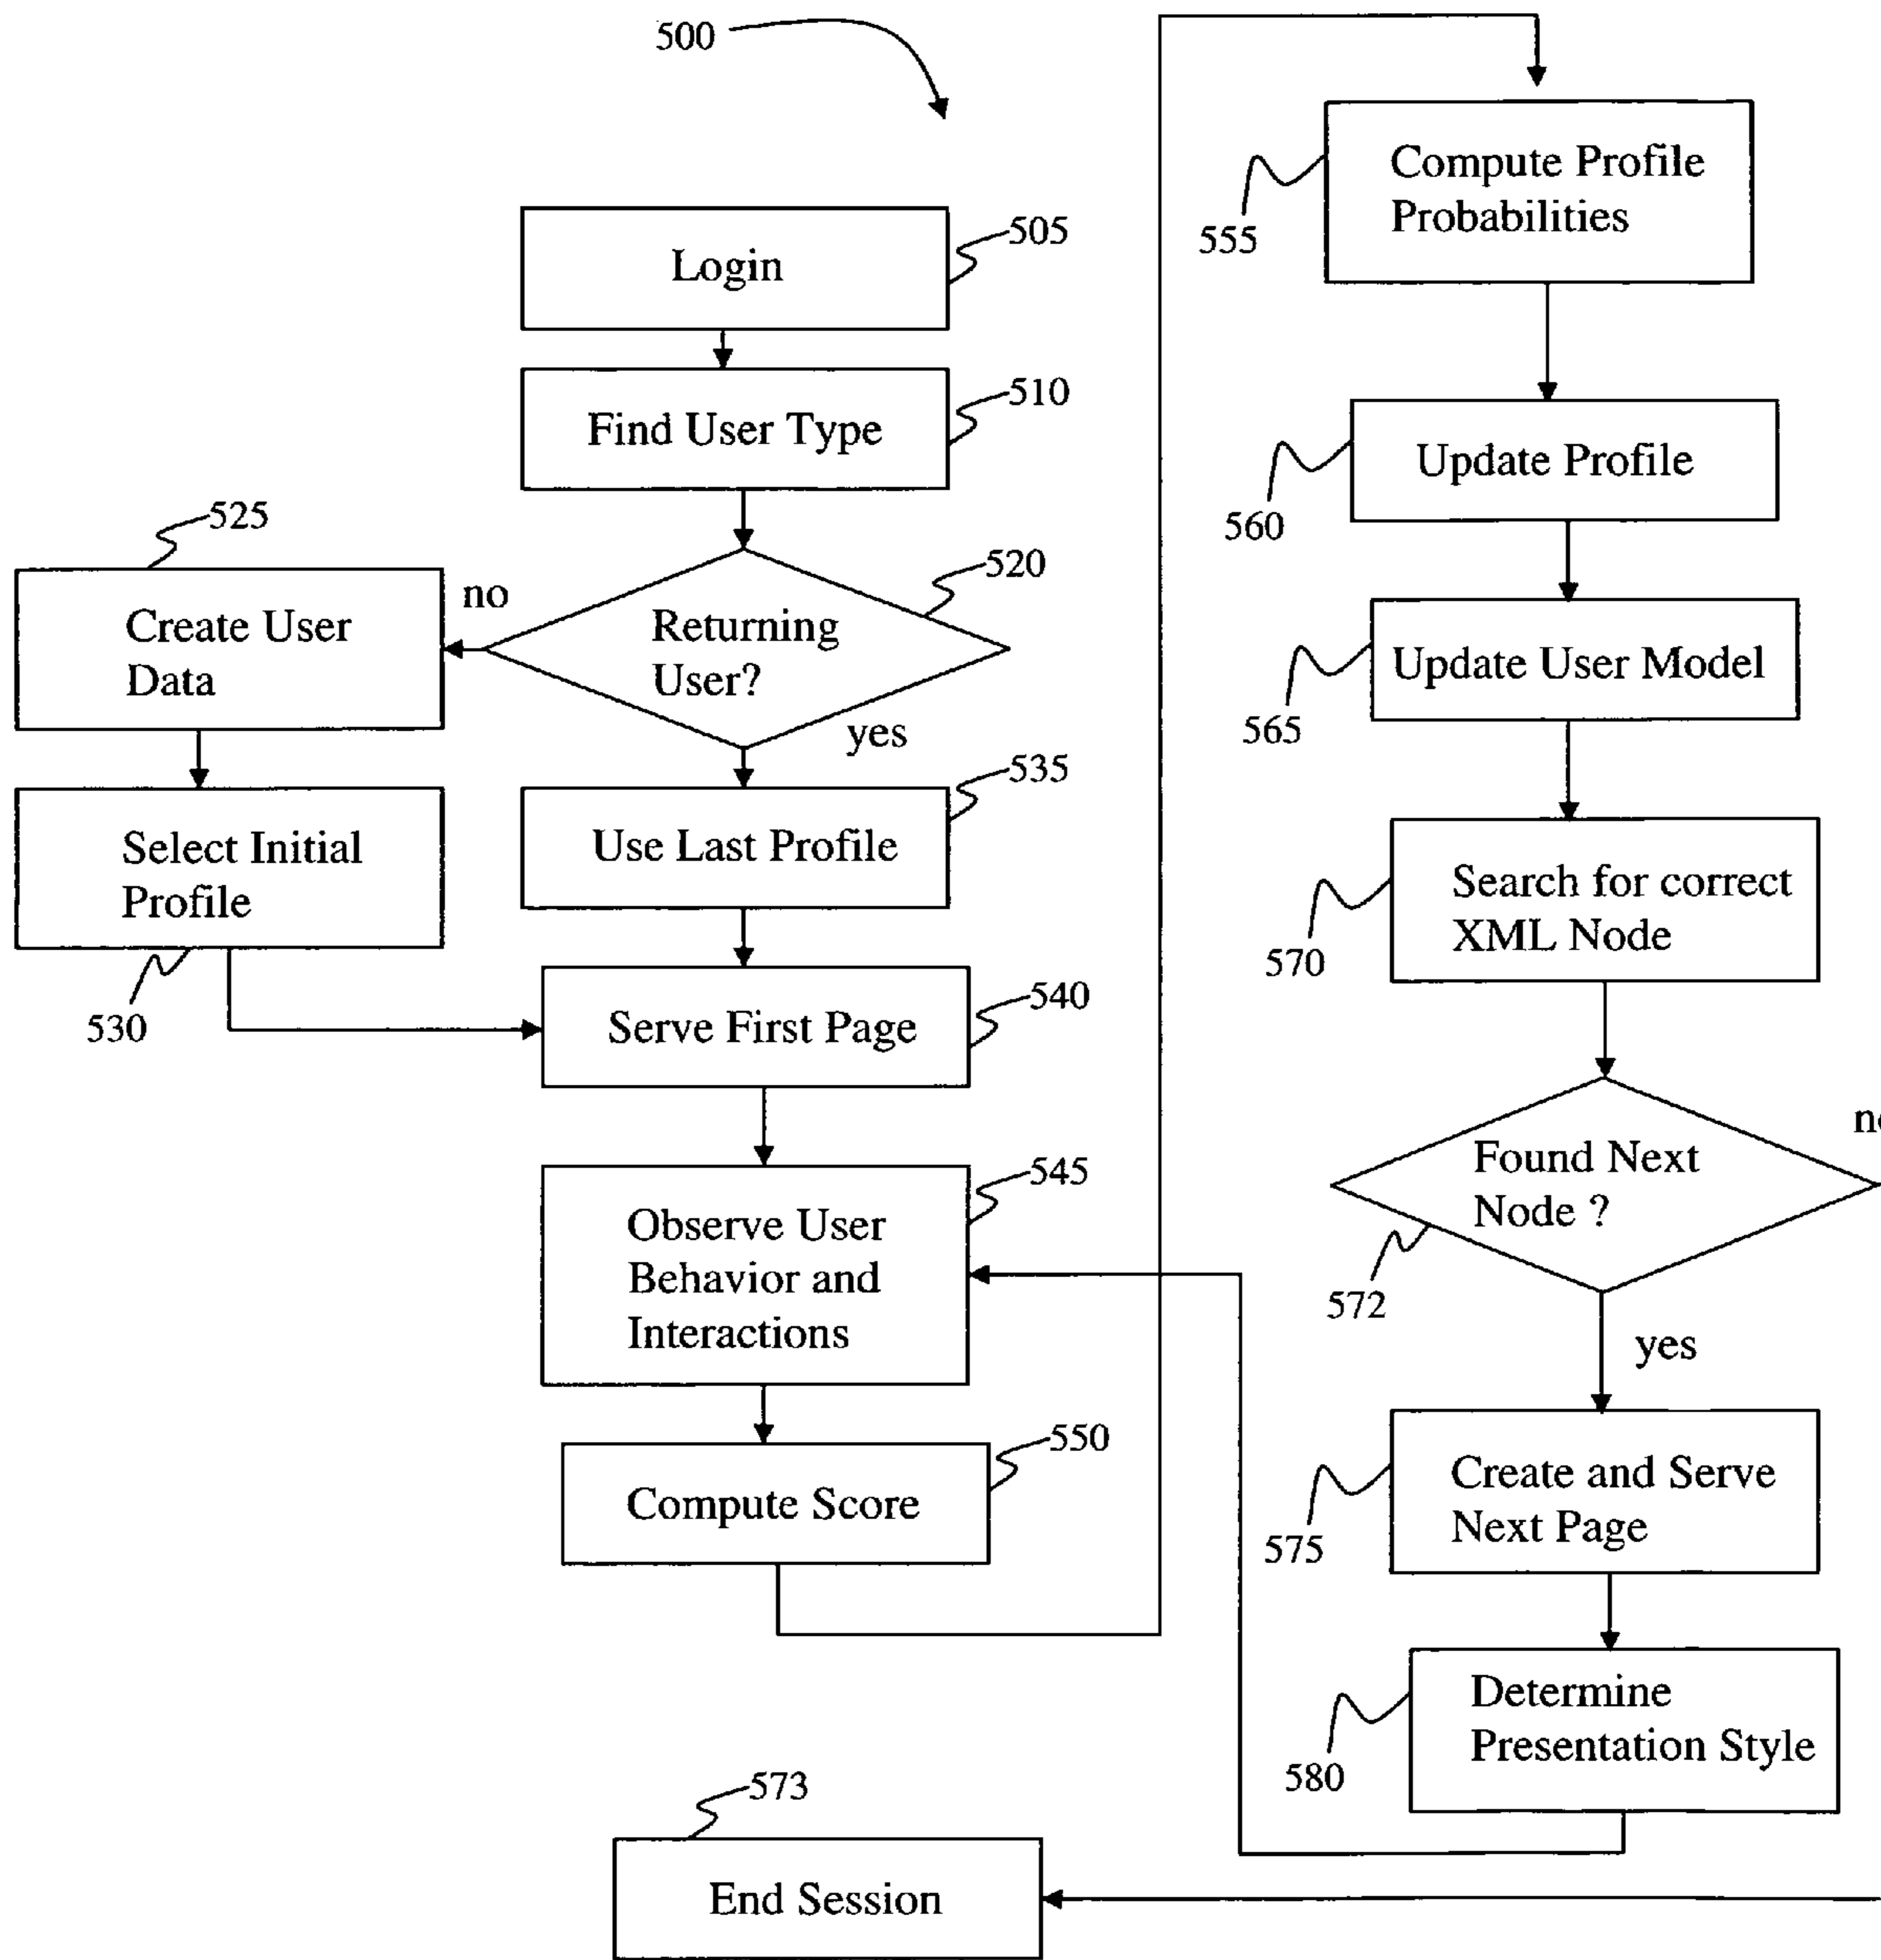 500
Login
505
Find User Type
510
Returning
User?
520
no
yes
Create User
Data
525
Select Initial
Profile
530
Use Last Profile
535
Serve First Page
540
Observe User
Behavior and
Interactions
545
Compute Score
550
Compute Profile
Probabilities
555
Update Profile
560
Update User Model
565
Search for correct
XML Node
570
Found Next
Node ?
572
yes
Create and Serve
Next Page
575
Determine
Presentation Style
580
End Session
573